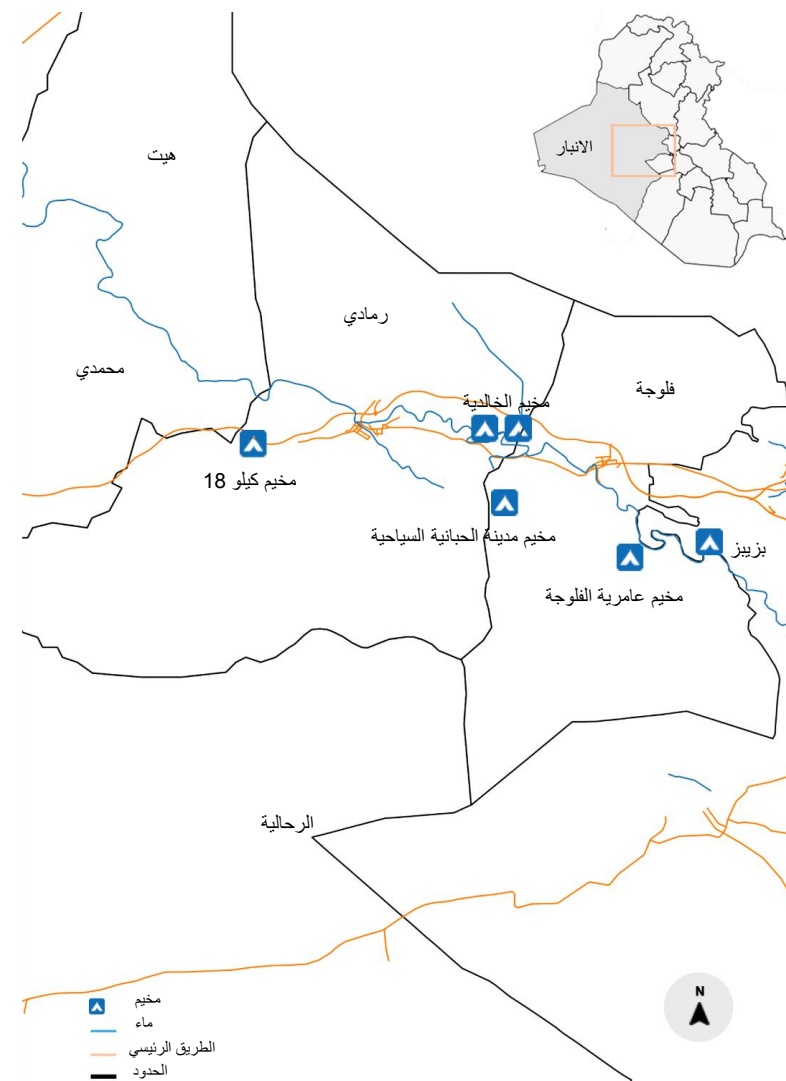 الانبار
هيت
رمادي
محمدي
فلوجة
مخيم الخالدية
مخيم كيلو 18
مخيم مدينة الحبانية السياحية
بزيبز
مخيم عامرية الفلوجة
الرحالية
N
مخيم
ماء
الطريق الرئيسي
الحدود